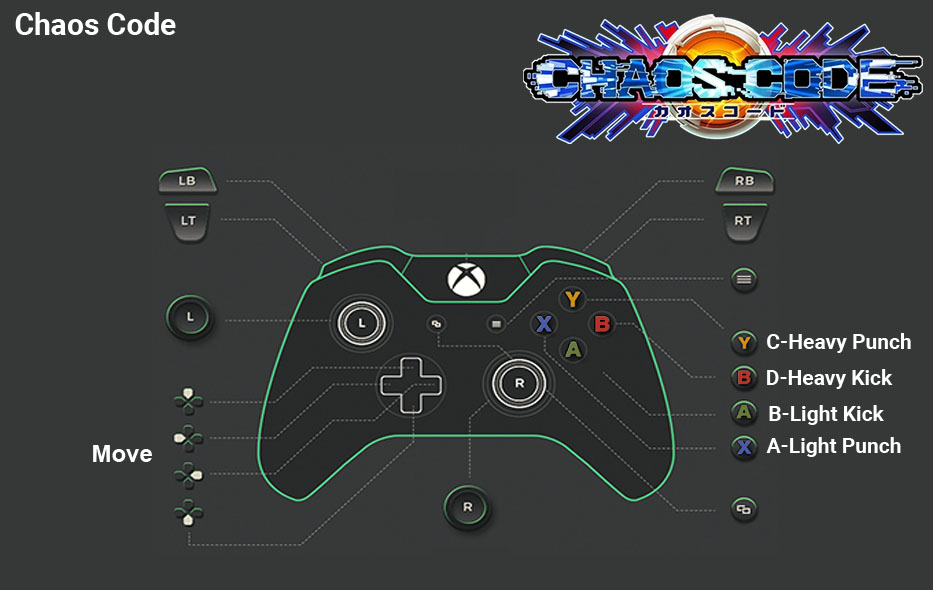 Chaos Code
CHAOS CODE
カオスコード
LB
RB
LT
RT
Y
L
L
X
B
A
Y C-Heavy Punch
R
B D-Heavy Kick
A B-Light Kick
Move
X A-Light Punch
R